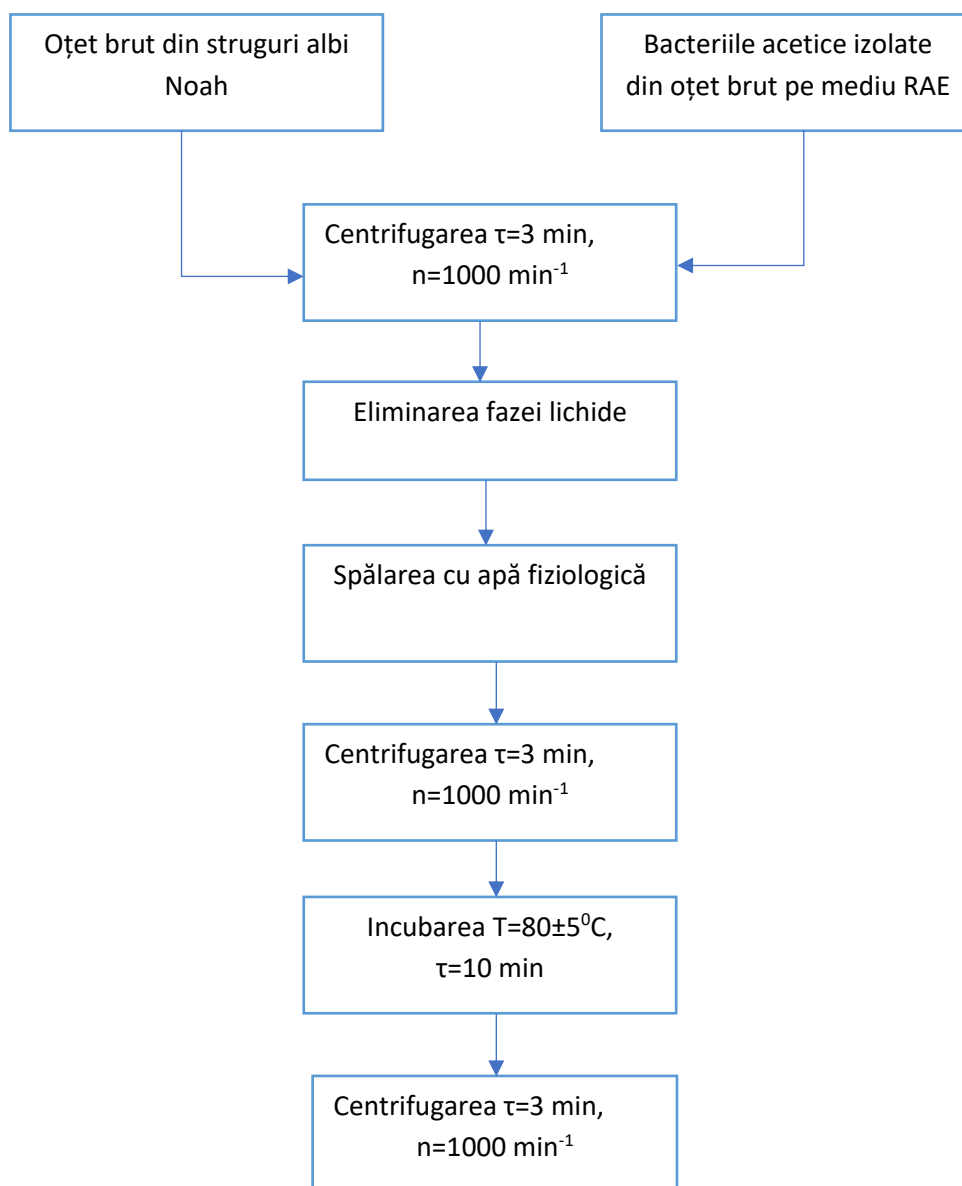 Oțet brut din struguri albi
Noah
Bacteriile acetice izolate
din oțet brut pe mediu RAE
Centrifugarea τ=3 min,
n=1000 min⁻¹
Eliminarea fazei lichide
Spălarea cu apă fiziologică
Centrifugarea τ=3 min,
n=1000 min⁻¹
Incubarea T=80±5⁰C,
τ=10 min
Centrifugarea τ=3 min,
n=1000 min⁻¹